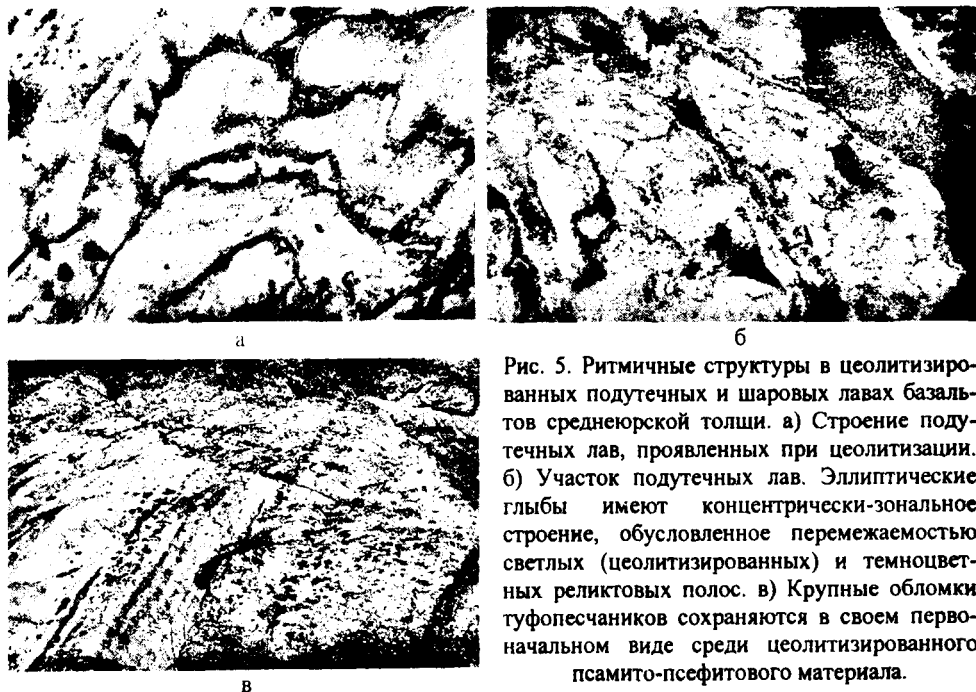 а
б
в
Рис. 5. Ритмичные структуры в цеолитизиро-
ванных подутечных и шаровых лавах базаль-
тов среднеюрской толщи. а) Строение поду-
течных лав, проявленных при цеолитизации.
б) Участок подутечных лав. Эллиптические
глыбы имеют концентрически-зональное
строение, обусловленное перемежаемостью
светлых (цеолитизированных) и темноцвет-
ных реликтовых полос. в) Крупные обломки
туфопесчаников сохраняются в своем перво-
начальном виде среди цеолитизированного
псамито-псефитового материала.